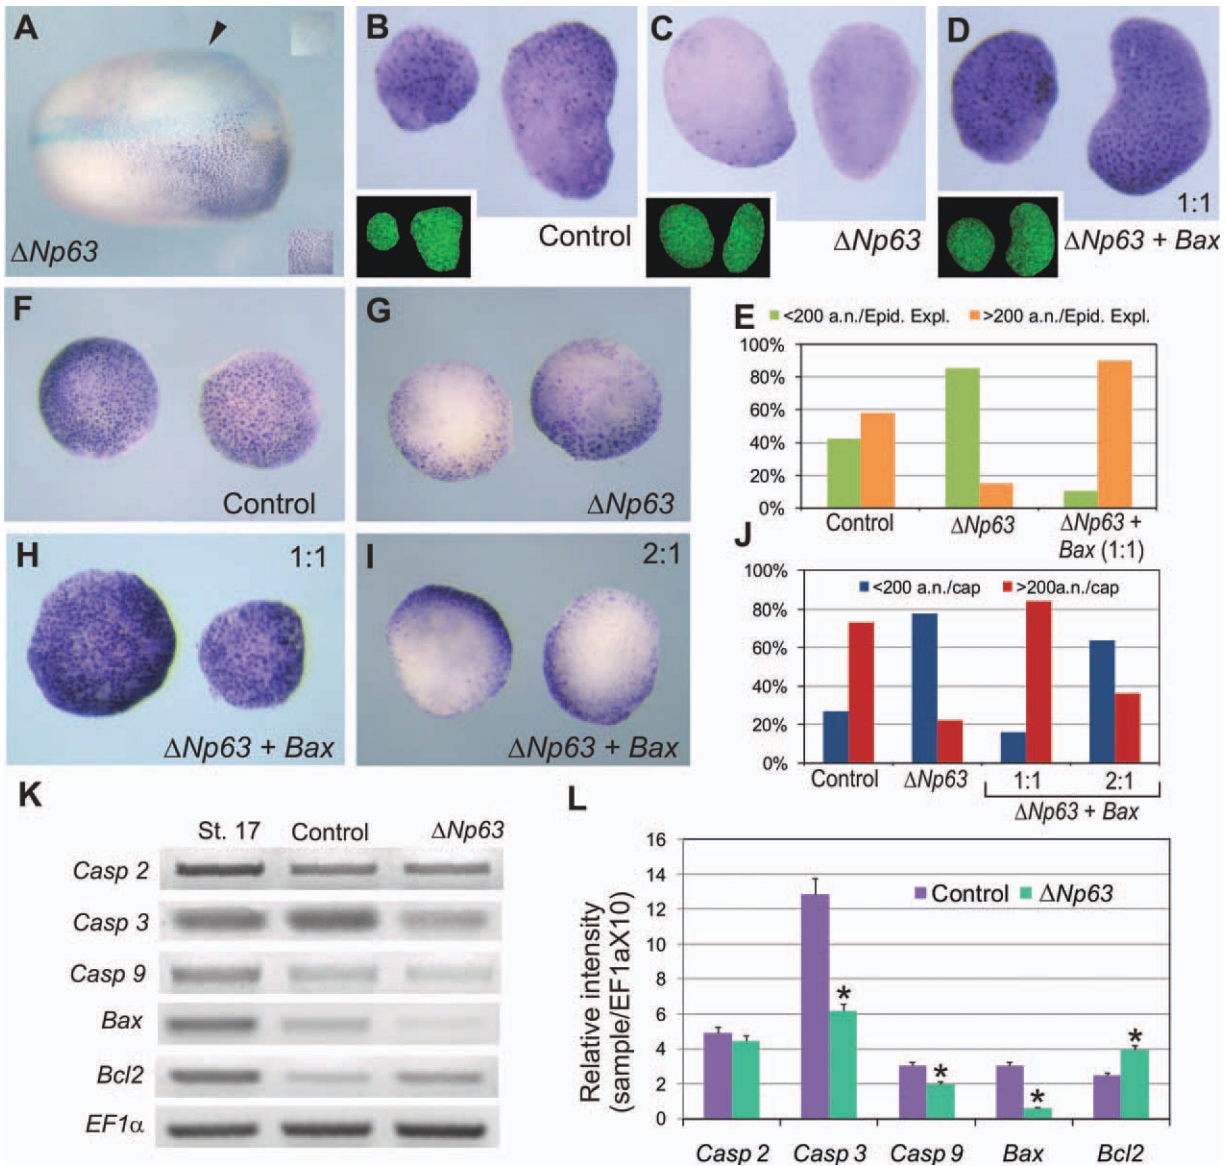 A
ΔNp63
B
Control
C
ΔNp63
D
1:1
ΔNp63 + Bax
E
<200 a.n./Epid. Expl. >200 a.n./Epid. Expl.
100%
80%
60%
40%
20%
0%
Control ΔNp63 ΔNp63 +
Bax (1:1)
F
Control
G
ΔNp63
H
1:1
ΔNp63 + Bax
I
2:1
ΔNp63 + Bax
J
<200 a.n./cap >200a.n./cap
100%
80%
60%
40%
20%
0%
Control ΔNp63 1:1 2:1
ΔNp63 + Bax
K
St. 17 Control ΔNp63
Casp 2
Casp 3
Casp 9
Bax
Bcl2
EF1α
L
Relative intensity
(sample/EF1aX10)
16
14
12
10
8
6
4
2
0
Control ΔNp63
*
*
*
*
Casp 2 Casp 3 Casp 9 Bax Bcl2